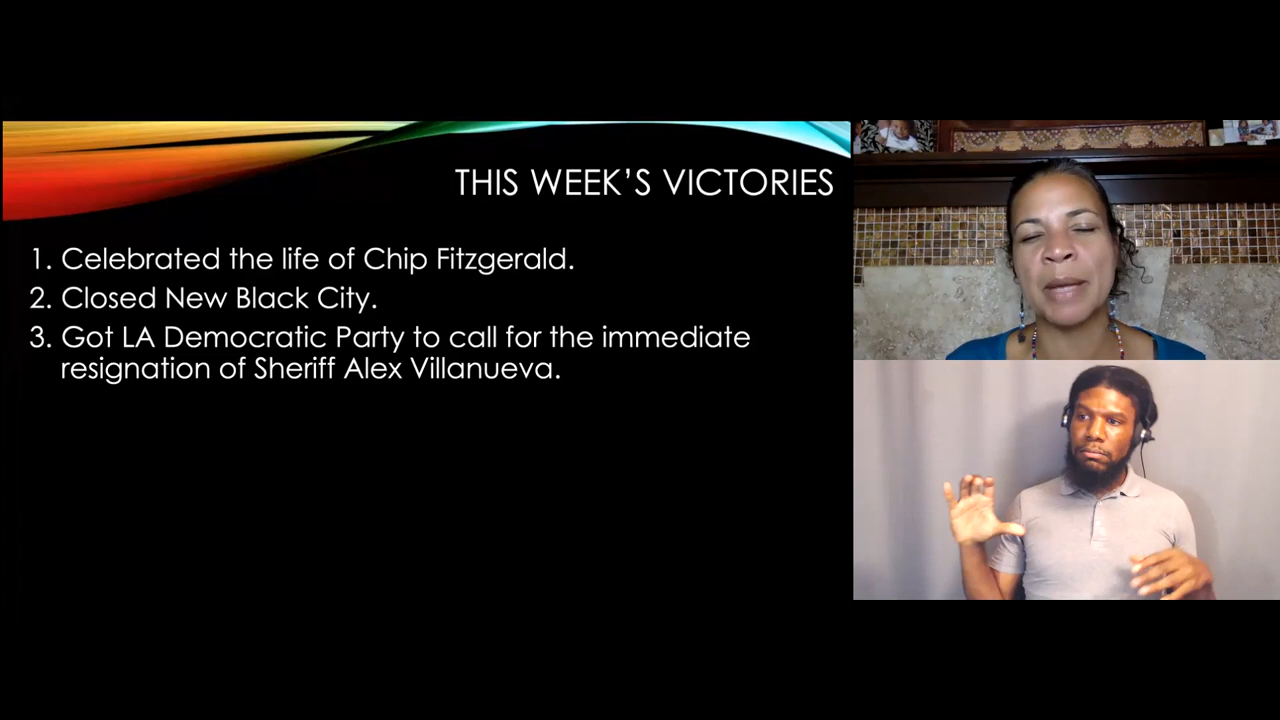 THIS WEEK'S VICTORIES
1. Celebrated the life of Chip Fitzgerald.
2. Closed New Black City.
3. Got LA Democratic Party to call for the immediate
resignation of Sheriff Alex Villanueva.